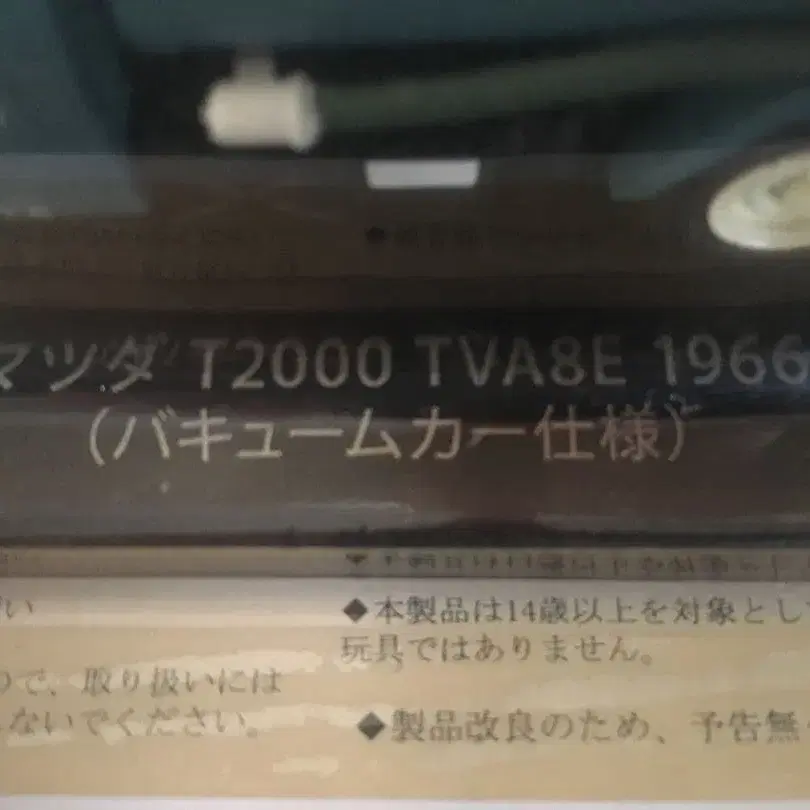 マツダ T2000 TVA8E 1966
(バキュームカー仕様)
◆本製品は14歳以上を対象とし
玩具ではありません。
ので、取り扱いには
しないでください。
◆製品改良のため、予告無